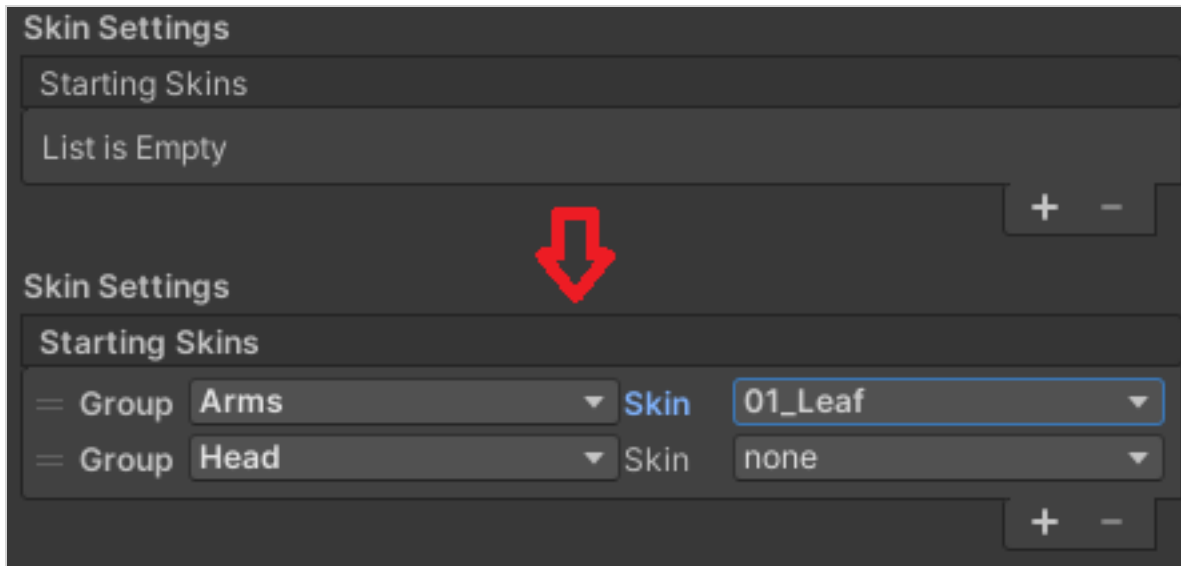 Skin Settings
Starting Skins
List is Empty
+ −
Skin Settings
Starting Skins
Group Arms Skin 01_Leaf
Group Head Skin none
+ −